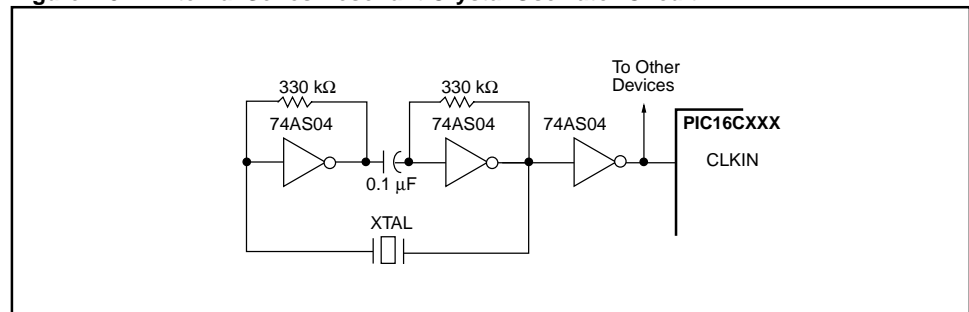 To Other
Devices
330 kΩ
330 kΩ
74AS04
74AS04
74AS04
PIC16CXXX
CLKIN
0.1 μF
XTAL